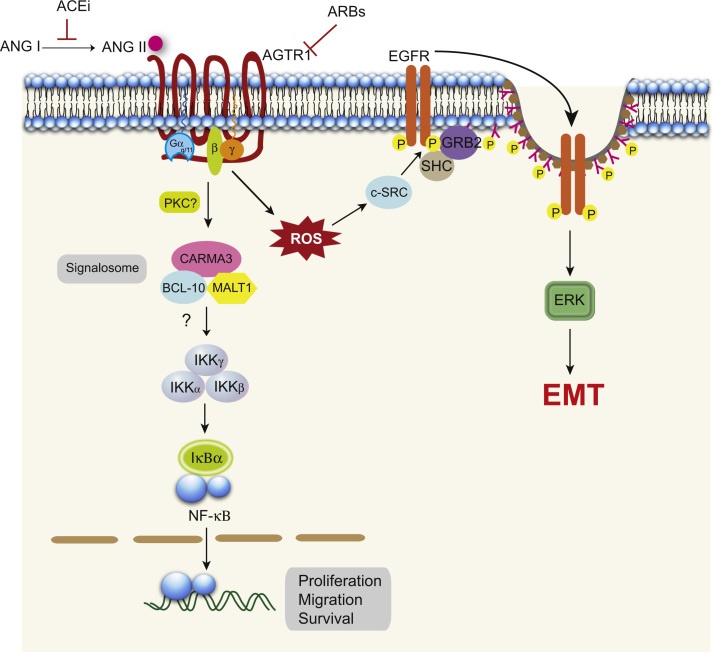 ACEi
ARBs
ANG I
ANG II
AGTR1
EGFR
Gα
q/11
β
γ
P
P
GRB2
P
SHC
P
P
P
P
P
PKC?
c-SRC
ROS
CARMA3
Signalosome
BCL-10
MALT1
?
ERK
IKKγ
IKKα
IKKβ
EMT
IκBα
NF-κB
Proliferation
Migration
Survival